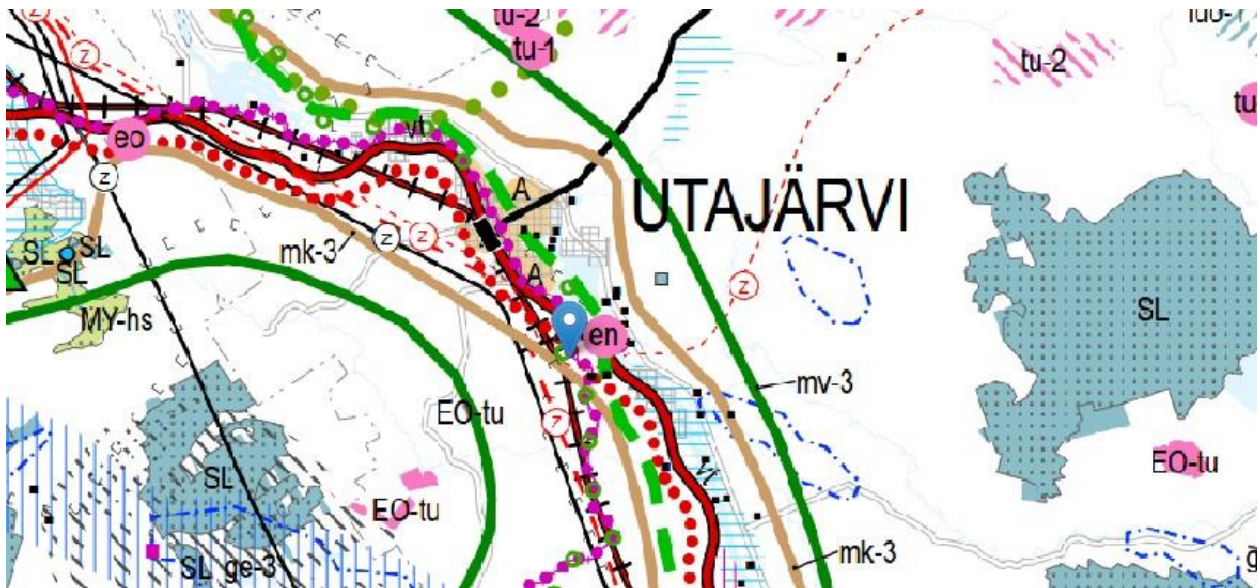 tu-2
tu-1
tu-2
z
z
eo
vt
A
UTAJÄRVI
z
z
z
mk-3
SL
SL
SL
MY-hs
A
z
SL
en
mv-3
EO-tu
z
SL
EO-tu
EO-tu
SL
ge-3
mk-3